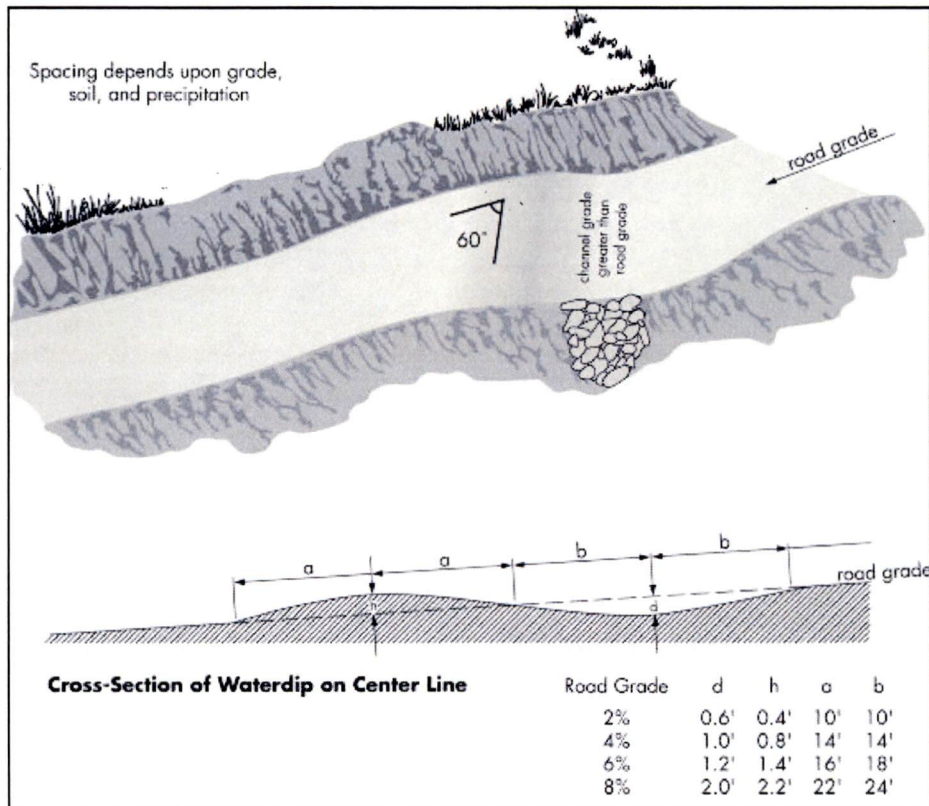 Spacing depends upon grade,
soil, and precipitation
road grade
60°
channel grade
greater than
road grade
a
a
b
b
road grade
h
d
Cross-Section of Waterdip on Center Line
Road Grade d h a b
2% 0.6' 0.4' 10' 10'
4% 1.0' 0.8' 14' 14'
6% 1.2' 1.4' 16' 18'
8% 2.0' 2.2' 22' 24'